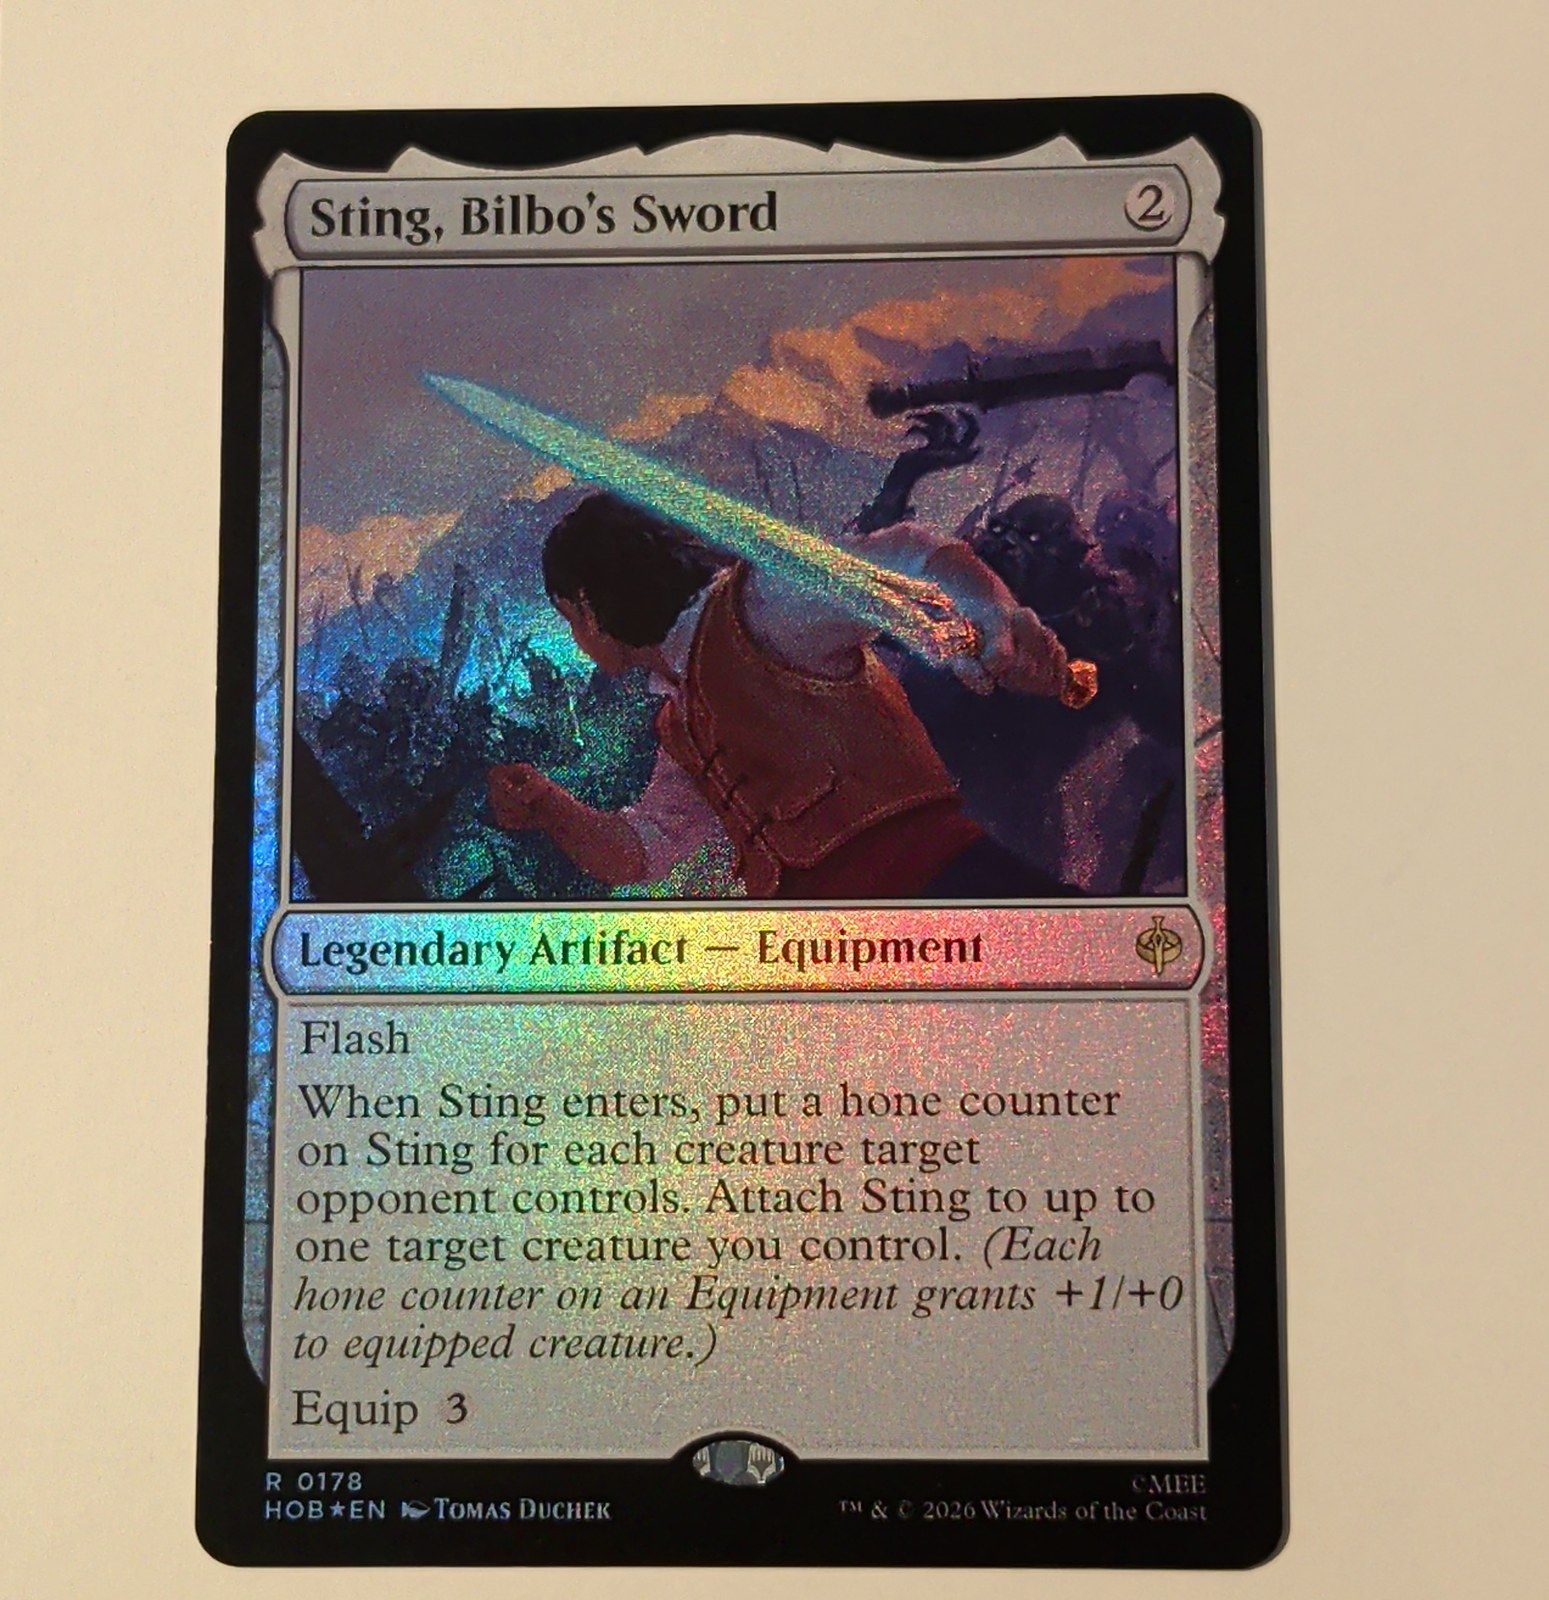 Sting, Bilbo's Sword 2
Legendary Artifact — Equipment
Flash
When Sting enters, put a hone counter
on Sting for each creature target
opponent controls. Attach Sting to up to
one target creature you control. (Each
hone counter on an Equipment grants +1/+0
to equipped creature.)
Equip 3
R 0178 ©MEE
HOB★EN TOMAS DUCHEK ™ & © 2026 Wizards of the Coast